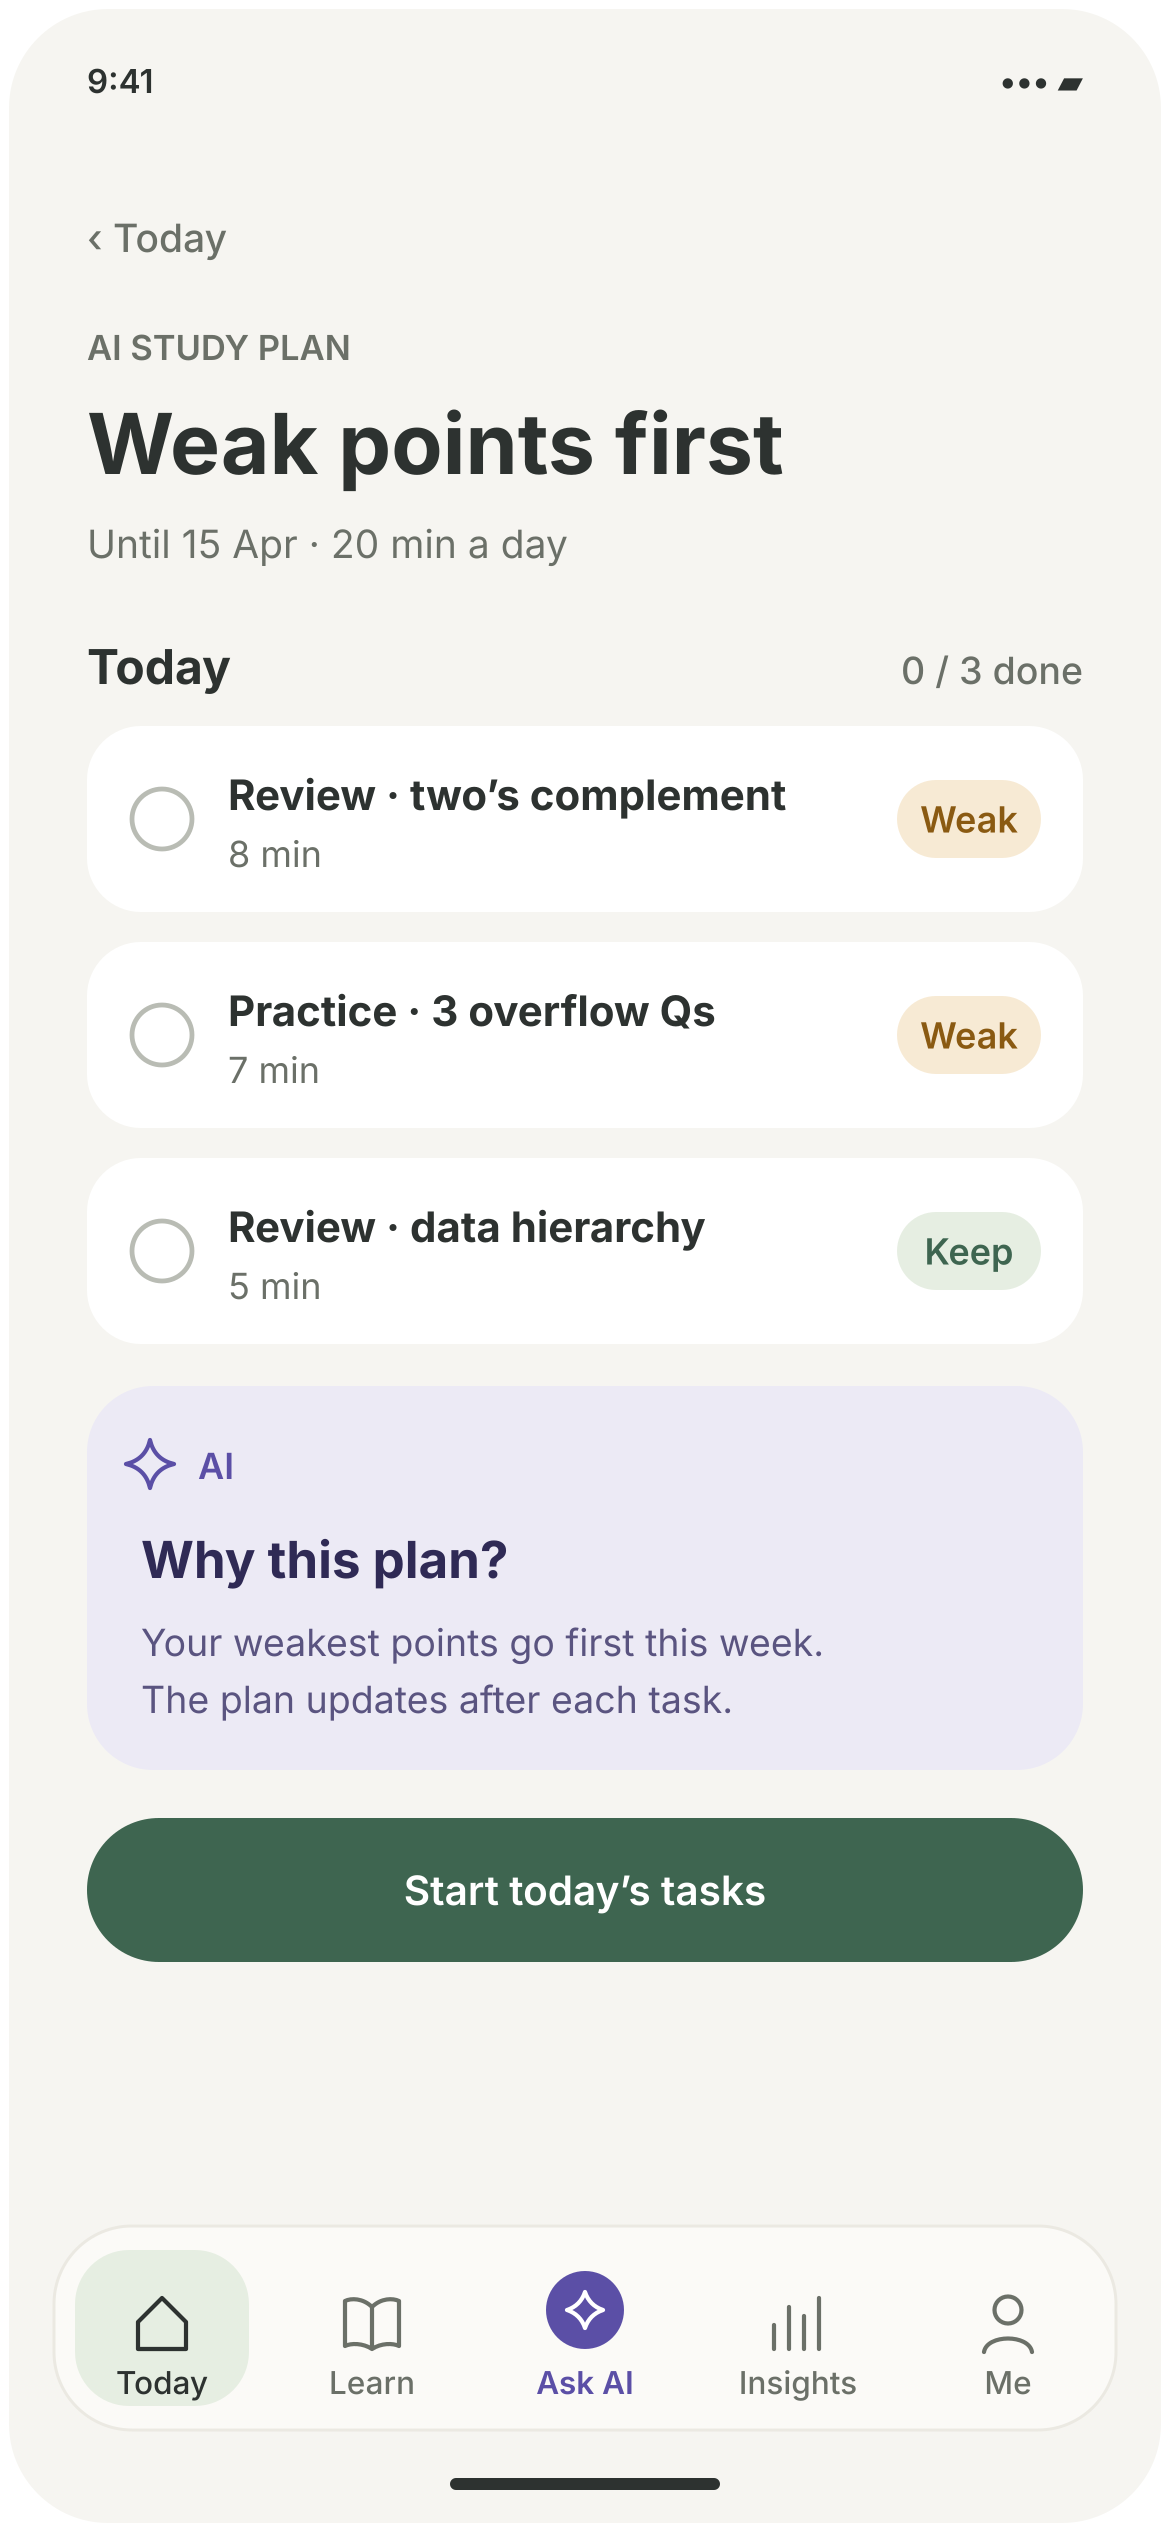 9:41
‹ Today
AI STUDY PLAN
Weak points first
Until 15 Apr · 20 min a day
Today
0 / 3 done
Review · two’s complement
8 min
Weak
Practice · 3 overflow Qs
7 min
Weak
Review · data hierarchy
5 min
Keep
AI
Why this plan?
Your weakest points go first this week.
The plan updates after each task.
Start today’s tasks
Today
Learn
Ask AI
Insights
Me